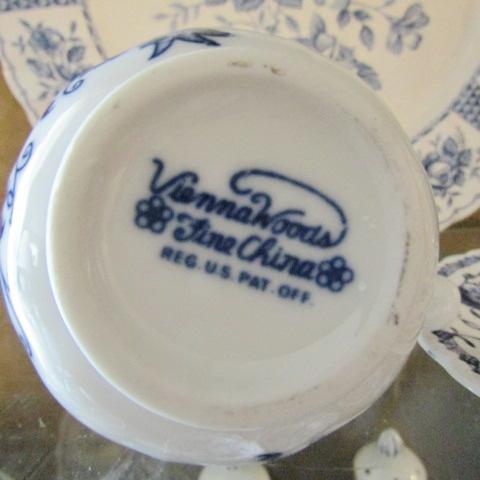 Vienna Woods
Fine China
REG. U.S. PAT. OFF.